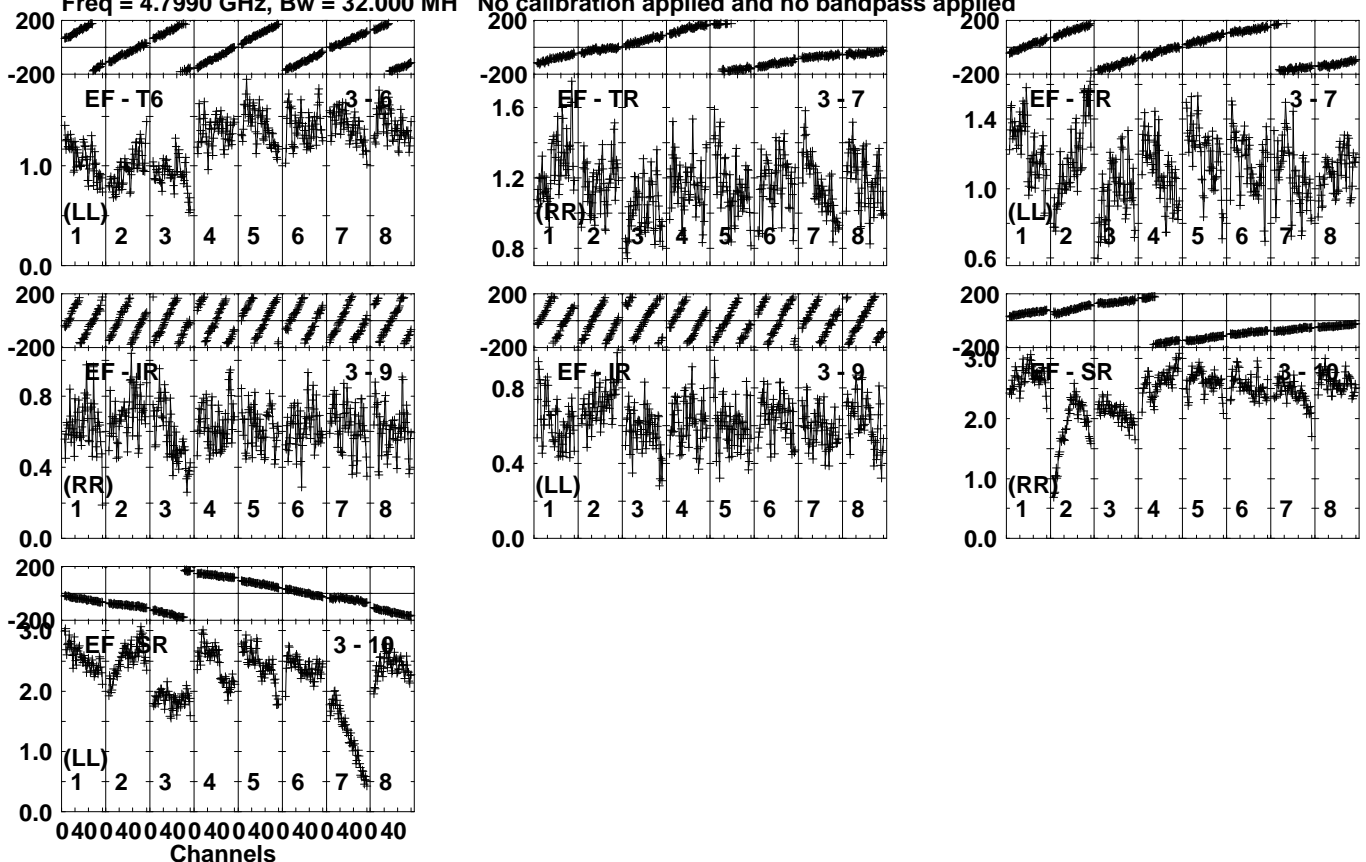 Freq = 4.7990 GHz, Bw = 32.000 MH No calibration applied and no bandpass applied
200
-200
EF - T6 3 - 6
1.0
(LL)
1 2 3 4 5 6 7 8
0.0
EF - TR 3 - 7
1.6
1.2
(RR)
1 2 3 4 5 6 7 8
0.8
200
-200
EF - TR 3 - 7
1.4
1.0
(LL)
1 2 3 4 5 6 7 8
0.6
200
-200
EF - IR 3 - 9
0.8
0.4
(RR)
1 2 3 4 5 6 7 8
0.0
EF - IR 3 - 9
0.8
0.4
(LL)
1 2 3 4 5 6 7 8
0.0
200
-200
3.0
EF - SR 3 - 10
2.0
1.0
(RR)
1 2 3 4 5 6 7 8
0.0
200
-200
3.0
EF - SR 3 - 10
2.0
1.0
(LL)
1 2 3 4 5 6 7 8
0.0
0 40 0 40 0 40 0 40 0 40 0 40 0 40 0 40
Channels